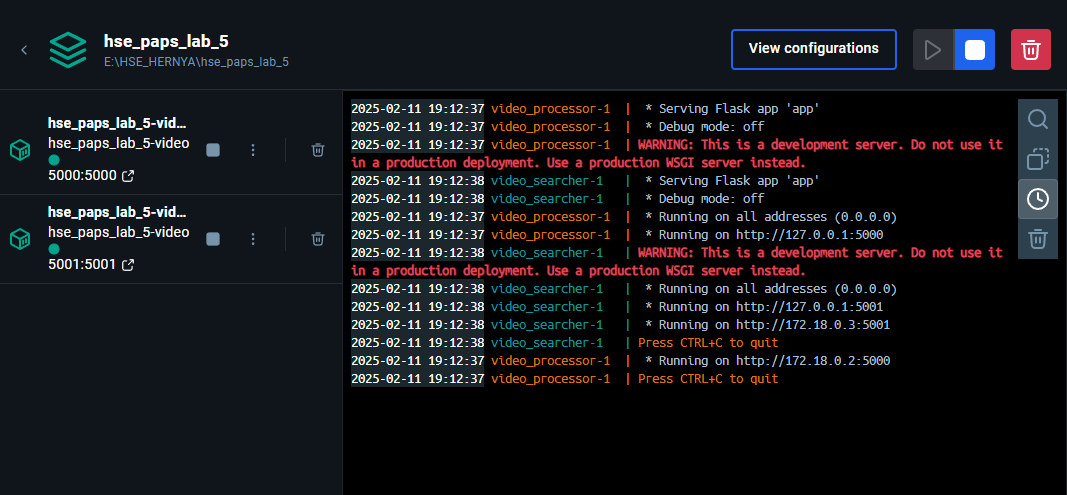 hse_paps_lab_5
E:\HSE_HERNYA\hse_paps_lab_5
View configurations
hse_paps_lab_5-vid...
hse_paps_lab_5-video
5000:5000
hse_paps_lab_5-vid...
hse_paps_lab_5-video
5001:5001
2025-02-11 19:12:37 video_processor-1 | * Serving Flask app 'app'
2025-02-11 19:12:37 video_processor-1 | * Debug mode: off
2025-02-11 19:12:37 video_processor-1 | WARNING: This is a development server. Do not use it
in a production deployment. Use a production WSGI server instead.
2025-02-11 19:12:38 video_searcher-1 | * Serving Flask app 'app'
2025-02-11 19:12:38 video_searcher-1 | * Debug mode: off
2025-02-11 19:12:37 video_processor-1 | * Running on all addresses (0.0.0.0)
2025-02-11 19:12:37 video_processor-1 | * Running on http://127.0.0.1:5000
2025-02-11 19:12:38 video_searcher-1 | WARNING: This is a development server. Do not use it
in a production deployment. Use a production WSGI server instead.
2025-02-11 19:12:38 video_searcher-1 | * Running on all addresses (0.0.0.0)
2025-02-11 19:12:38 video_searcher-1 | * Running on http://127.0.0.1:5001
2025-02-11 19:12:38 video_searcher-1 | * Running on http://172.18.0.3:5001
2025-02-11 19:12:38 video_searcher-1 | Press CTRL+C to quit
2025-02-11 19:12:37 video_processor-1 | * Running on http://172.18.0.2:5000
2025-02-11 19:12:37 video_processor-1 | Press CTRL+C to quit